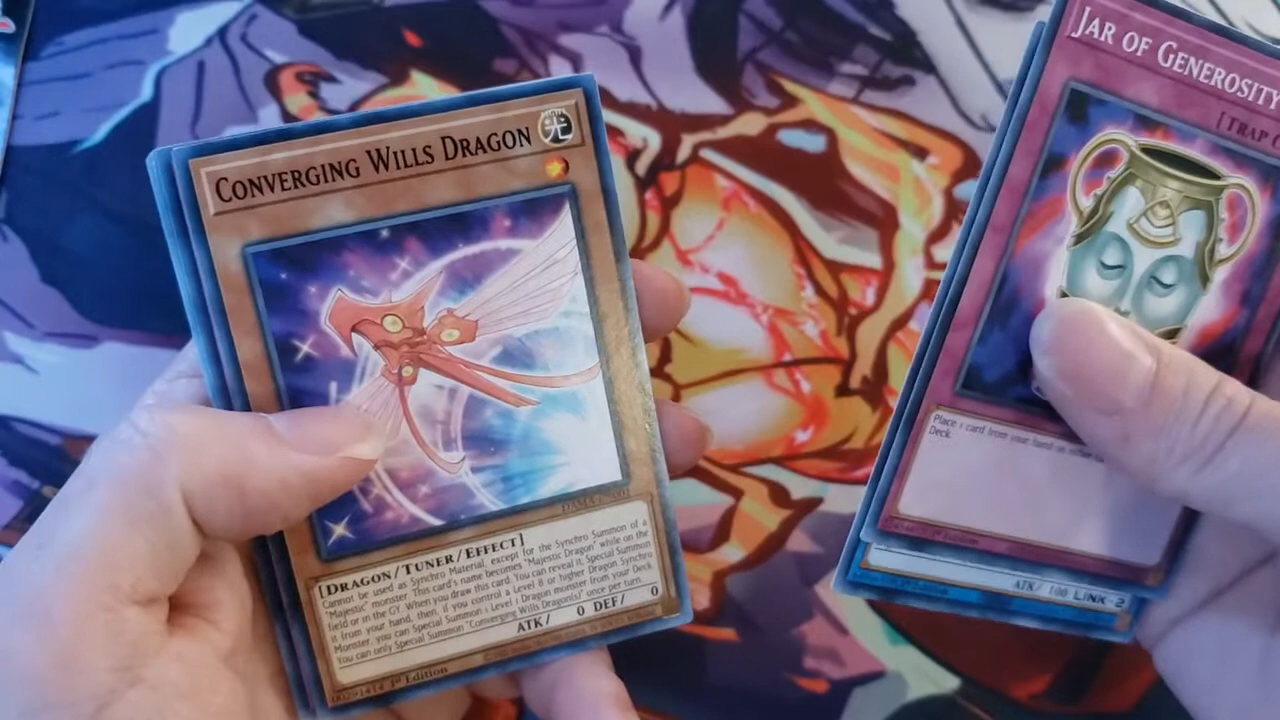 CONVERGING WILLS DRAGON
光
[DRAGON/TUNER/EFFECT]
Cannot be used as Synchro Material, except for the Synchro Summon of a
"Majestic" monster. This card's name becomes "Majestic Dragon" while on the
field or in the GY. When you draw this card: You can reveal it; Special Summon
it from your hand, then, if you control a Level 8 or higher Dragon Synchro
Monster, you can Special Summon 1 Level 1 Dragon monster from your Deck.
You can only Special Summon "Converging Wills Dragon(s)" once per turn.
ATK/ 0 DEF/ 0
1st Edition
JAR OF GENEROSITY
[TRAP
Place 1 card from your hand
Deck.
ATK/ 100 LINK-2